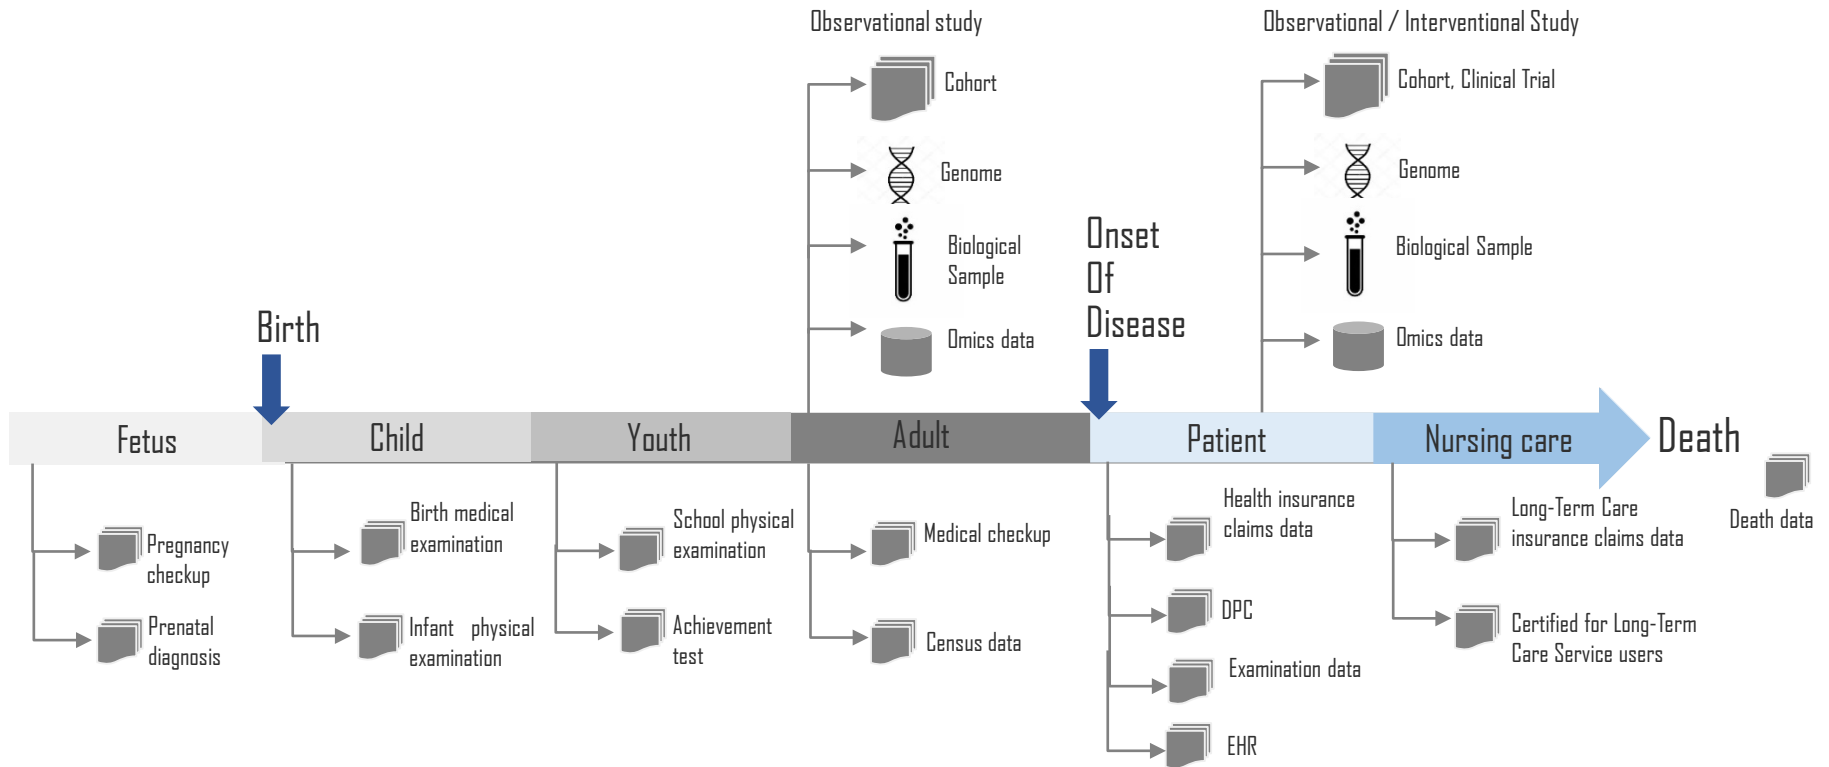 Observational study
Cohort
Genome
Biological
Sample
Omics data
Observational / Interventional Study
Cohort, Clinical Trial
Genome
Biological Sample
Omics data
Birth
Onset
Of
Disease
Fetus
Child
Youth
Adult
Patient
Nursing care
Death
Pregnancy
checkup
Prenatal
diagnosis
Birth medical
examination
Infant physical
examination
School physical
examination
Achievement
test
Medical checkup
Census data
Health insurance
claims data
DPC
Examination data
EHR
Long-Term Care
insurance claims data
Certified for Long-Term
Care Service users
Death data